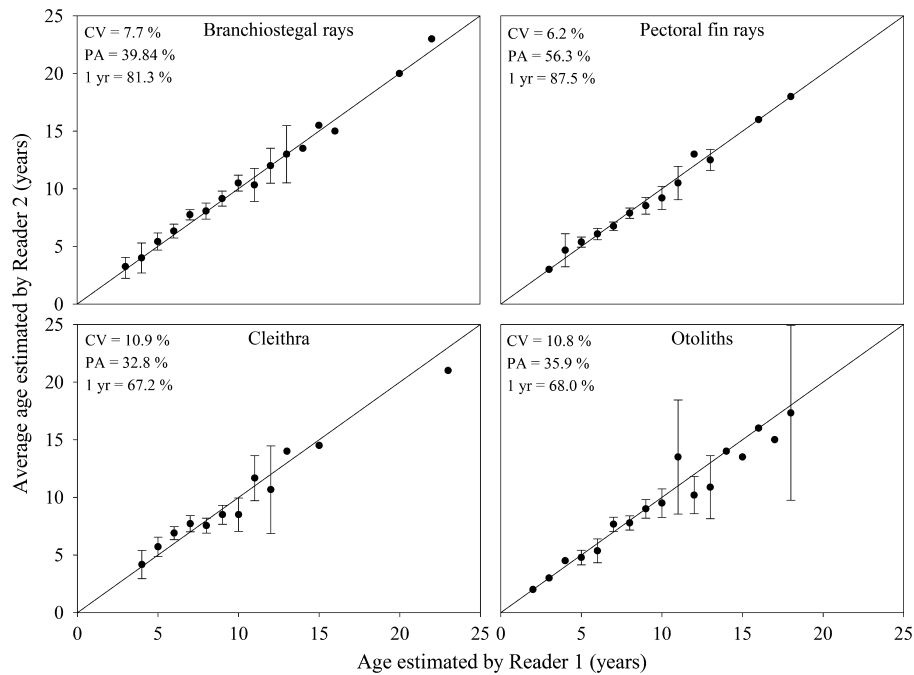 25
20
15
10
5
0
CV = 7.7 %
PA = 39.84 %
1 yr = 81.3 %
Branchiostegal rays
CV = 6.2 %
PA = 56.3 %
1 yr = 87.5 %
Pectoral fin rays
25
20
15
10
5
0
CV = 10.9 %
PA = 32.8 %
1 yr = 67.2 %
Cleithra
CV = 10.8 %
PA = 35.9 %
1 yr = 68.0 %
Otoliths
0 5 10 15 20 25 0 5 10 15 20 25
Average age estimated by Reader 2 (years)
Age estimated by Reader 1 (years)